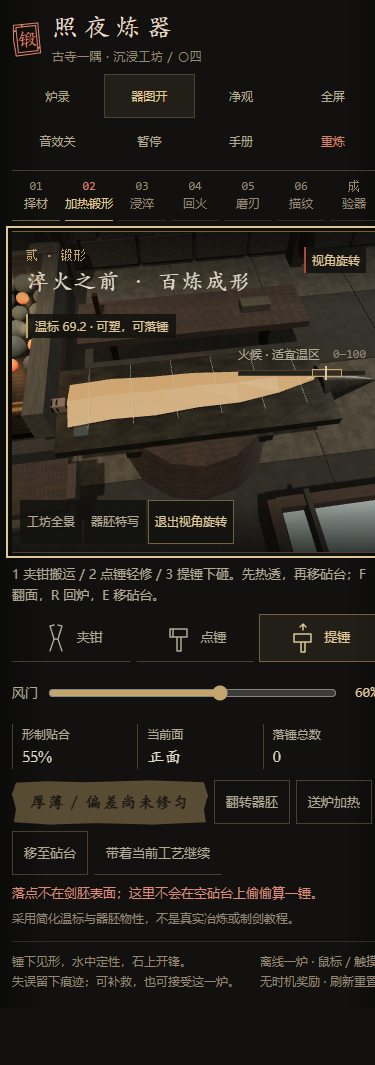 锻
照夜炼器
古寺一隅 · 沉浸工坊 / 〇四
炉录 器图开 净观 全屏
音效关 暂停 手册 重炼
01 02 03 04 05 06 成
择材 加热锻形 浸淬 回火 磨刃 描纹 验器
贰 · 锻形
视角旋转
淬火之前 · 百炼成形
温标 69.2 · 可塑，可落锤
火候 · 适食温区 0—100
工坊全景 器胚特写 退出视角旋转
1 夹钳搬运 / 2 点锤轻修 / 3 提锤下砸。先热透，再移砧台；F
翻面，R 回炉，E 移砧台。
夹钳 点锤 提锤
风门 60%
形制贴合 当前面 落锤总数
55% 正面 0
厚薄 / 偏差尚未修匀 翻转器胚 送炉加热
移至砧台 带着当前工艺继续
落点不在剑胚表面；这里不会在空砧台上偷偷算一锤。
采用简化温标与器胚物性，不是真实冶炼或制剑教程。
锤下见形，水中定性，石上开锋。 离线一炉 · 鼠标 / 触摸
失误留下痕迹；可补救，也可接受这一炉。 无时机奖励 · 刷新重置